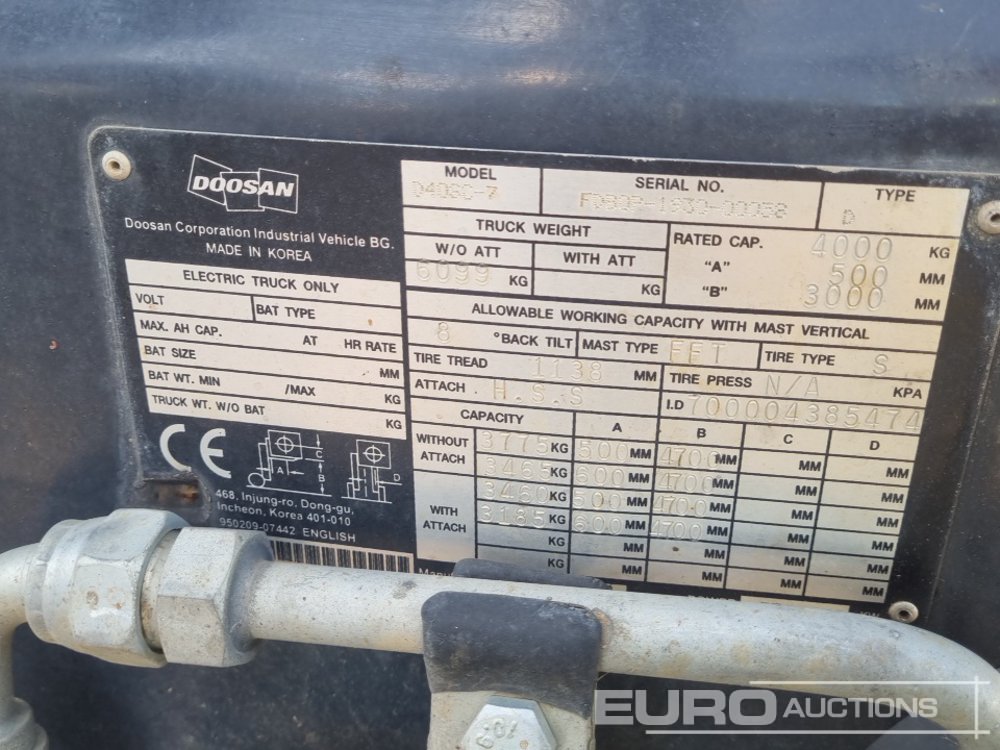 DOOSAN
Doosan Corporation Industrial Vehicle BG.
MADE IN KOREA
ELECTRIC TRUCK ONLY
VOLT BAT TYPE
MAX. AH CAP. AT HR RATE
BAT SIZE MM
BAT WT. MIN /MAX KG
TRUCK WT. W/O BAT KG
CE
C
A B D
468, Injung-ro, Dong-gu,
Incheon, Korea 401-010
950209-07442 ENGLISH
MODEL SERIAL NO. TYPE
D
TRUCK WEIGHT
W/O ATT WITH ATT
6099 KG KG
RATED CAP. 4000 KG
"A" 500 MM
"B" 3000 MM
ALLOWABLE WORKING CAPACITY WITH MAST VERTICAL
8 °BACK TILT MAST TYPE FFT TIRE TYPE S
TIRE TREAD 1138 MM TIRE PRESS N/A KPA
ATTACH H.S.S I.D 700004385474
CAPACITY A B C D
WITHOUT ATTACH 3775 KG 500 MM 4700 MM MM MM
3465 KG 600 MM 4700 MM MM MM
WITH ATTACH 3460 KG 500 MM 4700 MM MM MM
3185 KG 600 MM 4700 MM MM MM
KG MM MM MM MM
KG MM MM MM MM
EURO AUCTIONS